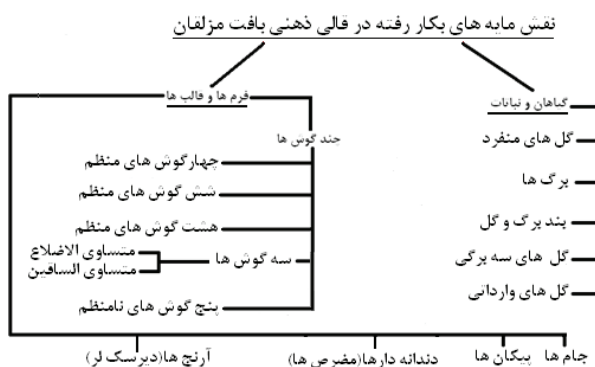 نقش مایه های بکار رفته در قالی ذهنی بافت مزلقان
گیاهان و نباتات
گل های منفرد
برگ ها
بند برگ و گل
گل های سه برگی
گل های وارداتی
فرم ها و قالب ها
چند گوش ها
چهارگوش های منظم
شش گوش های منظم
هشت گوش های منظم
سه گوش ها
متساوی الاضلاع
متساوی الساقین
پنج گوش های نامنظم
جام ها
پیکان ها
دندانه دارها(مضرص ها)
آرنج ها(دیرسک لر)